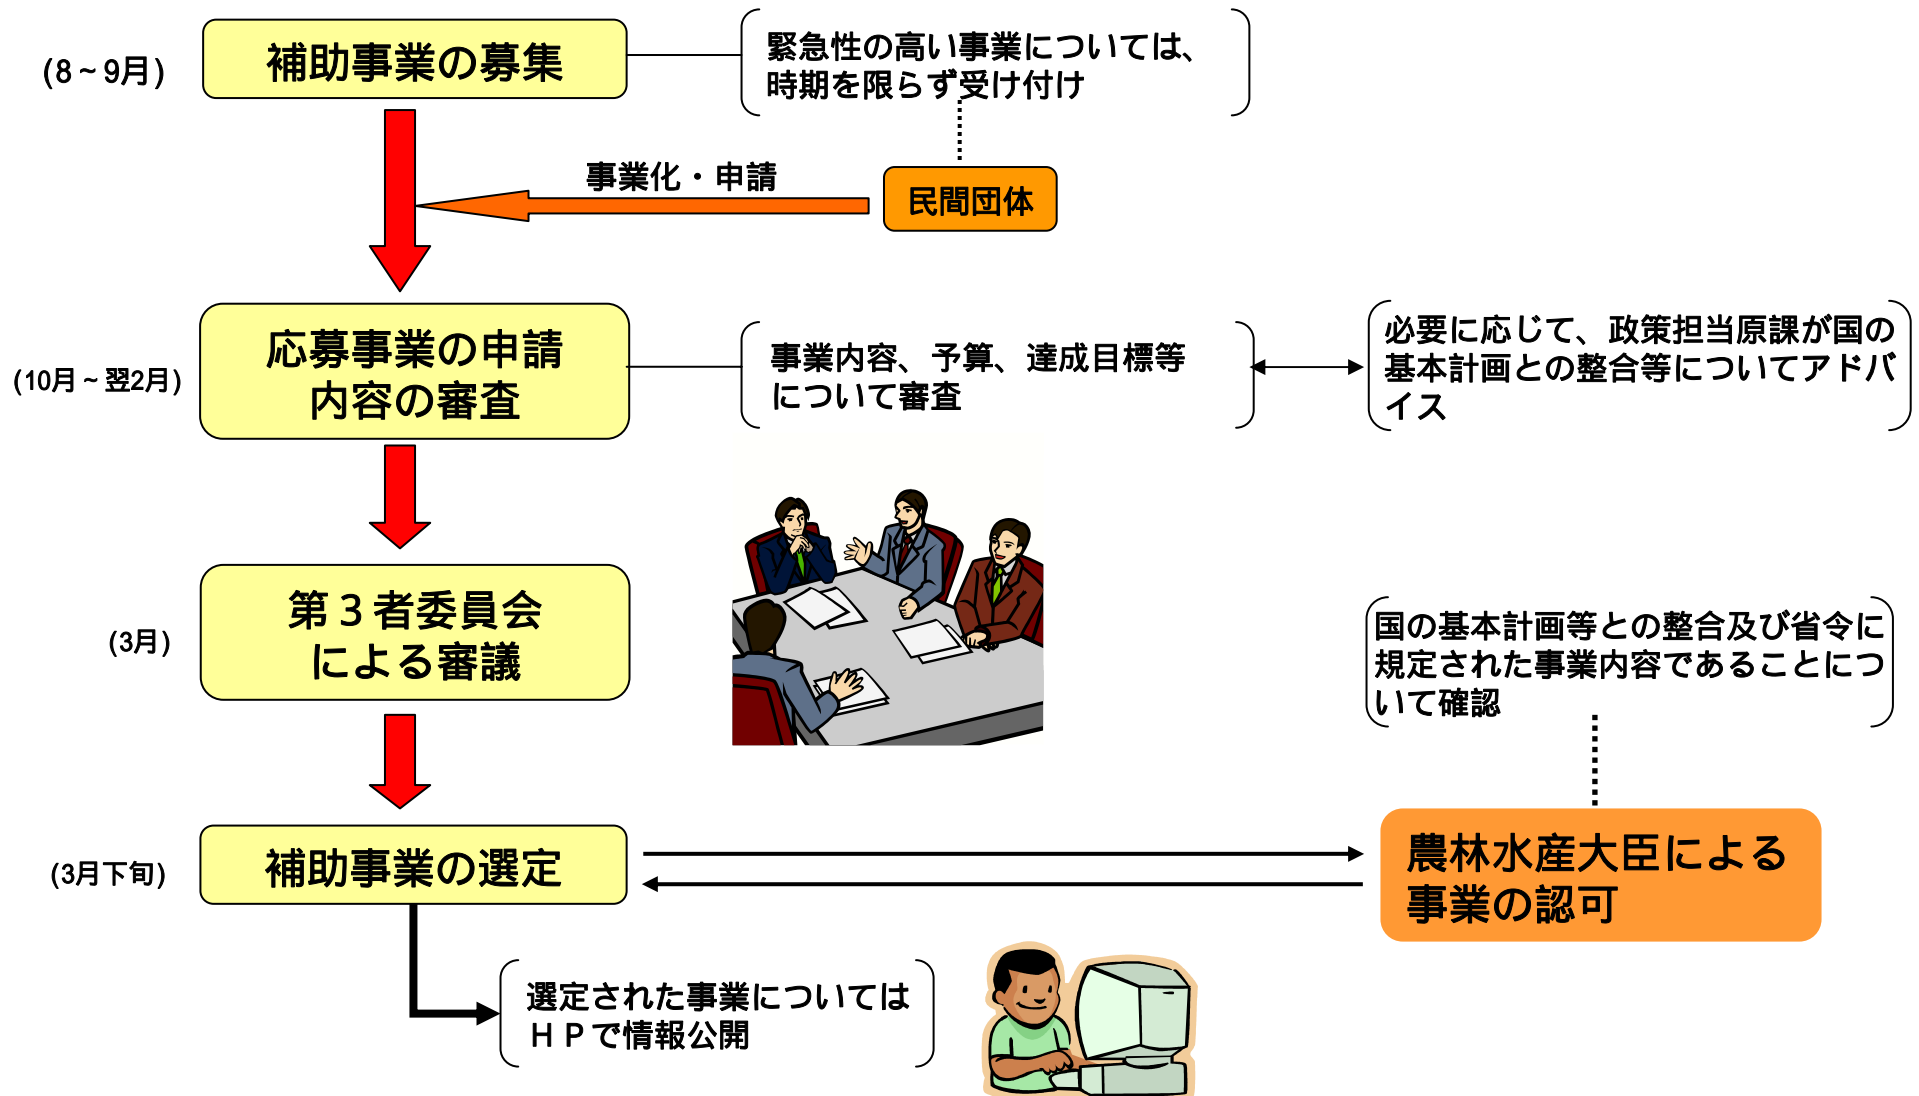 (8～9月)
補助事業の募集
緊急性の高い事業については、
時期を限らず受け付け
事業化・申請
民間団体
(10月～翌2月)
応募事業の申請
内容の審査
事業内容、予算、達成目標等
について審査
必要に応じて、政策担当原課が国の
基本計画との整合等についてアドバ
イス
(3月)
第３者委員会
による審議
国の基本計画等との整合及び省令に
規定された事業内容であることにつ
いて確認
(3月下旬)
補助事業の選定
農林水産大臣による
事業の認可
選定された事業については
ＨＰで情報公開